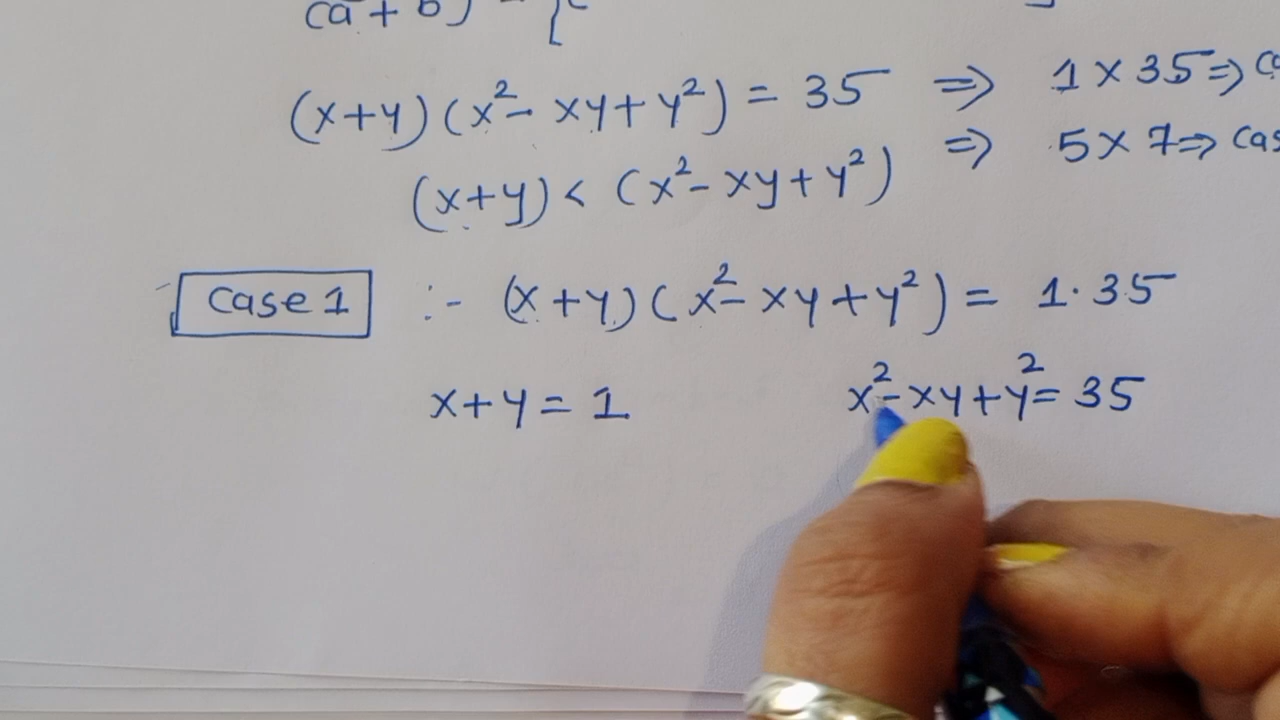 (a + b)
(x+y)(x²- xy+y²) = 35 ⇒ 1 x 35 ⇒
⇒ 5 x 7 ⇒
(x+y) < (x²- xy+y²)
Case 1 :- (x+y)(x²- xy+y²) = 1·35
x+y = 1 x²- xy+y² = 35